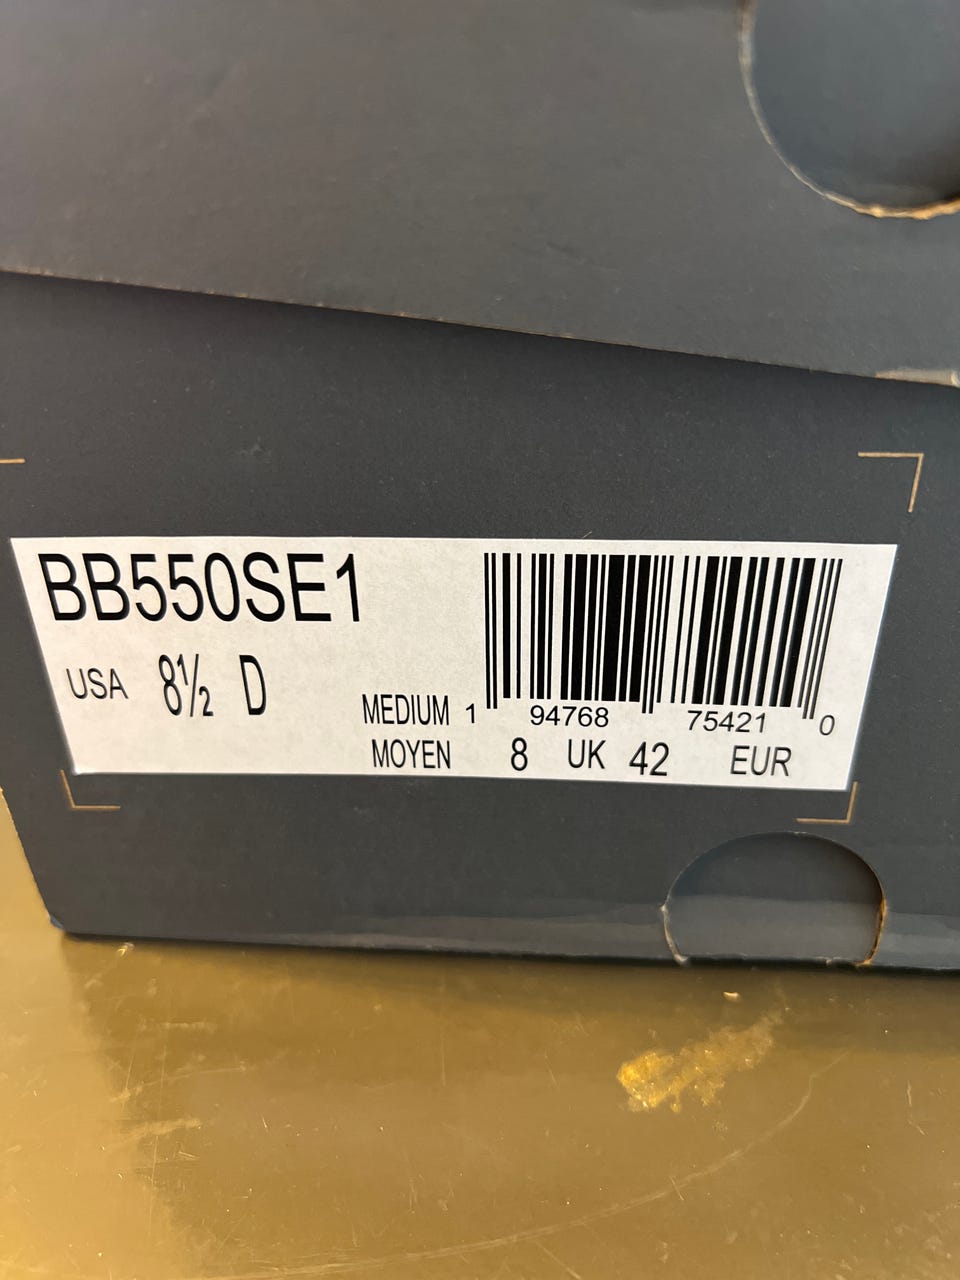 BB550SE1
USA 8½ D
MEDIUM 1 94768 75421 0
MOYEN 8 UK 42 EUR